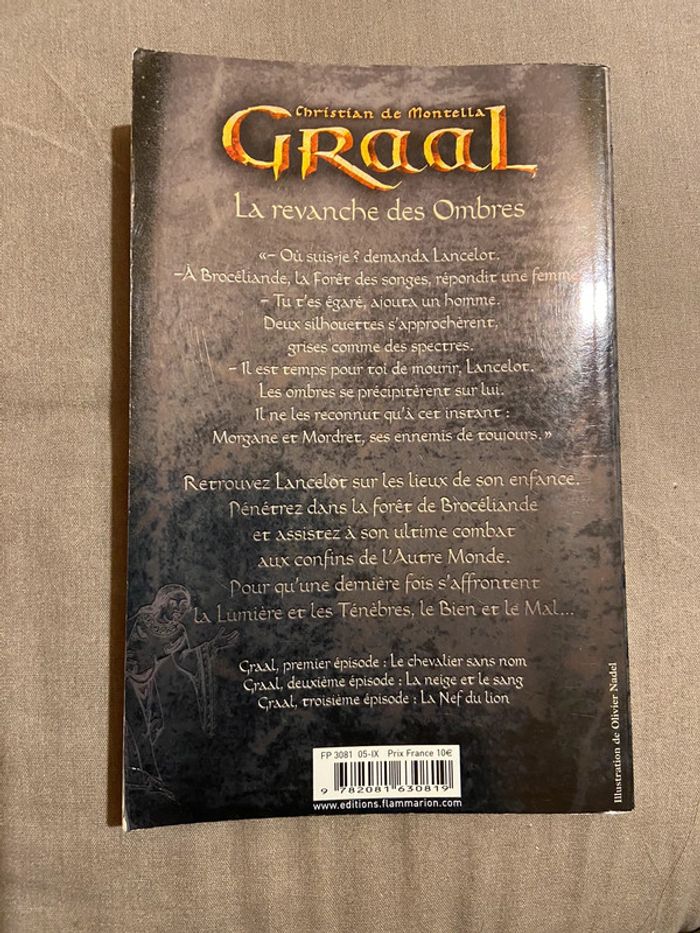 Christian de Montella
GRaaL
La revanche des Ombres
«– Où suis-je ? demanda Lancelot.
–À Brocéliande, la Forêt des songes, répondit une femme.
– Tu t'es égaré, ajouta un homme.
Deux silhouettes s'approchèrent,
grises comme des spectres.
– Il est temps pour toi de mourir, Lancelot.
Les ombres se précipitèrent sur lui.
Il ne les reconnut qu'à cet instant :
Morgane et Mordret, ses ennemis de toujours.»
Retrouvez Lancelot sur les lieux de son enfance.
Pénétrez dans la forêt de Brocéliande
et assistez à son ultime combat
aux confins de l'Autre Monde.
Pour qu'une dernière fois s'affrontent
la Lumière et les Ténèbres, le Bien et le Mal...
Graal, premier épisode : Le chevalier sans nom
Graal, deuxième épisode : La neige et le sang
Graal, troisième épisode : La Nef du lion
Illustration de Olivier Nadel
FP 3081 05-IX Prix France 10€
9 782081 630819
www.editions.flammarion.com